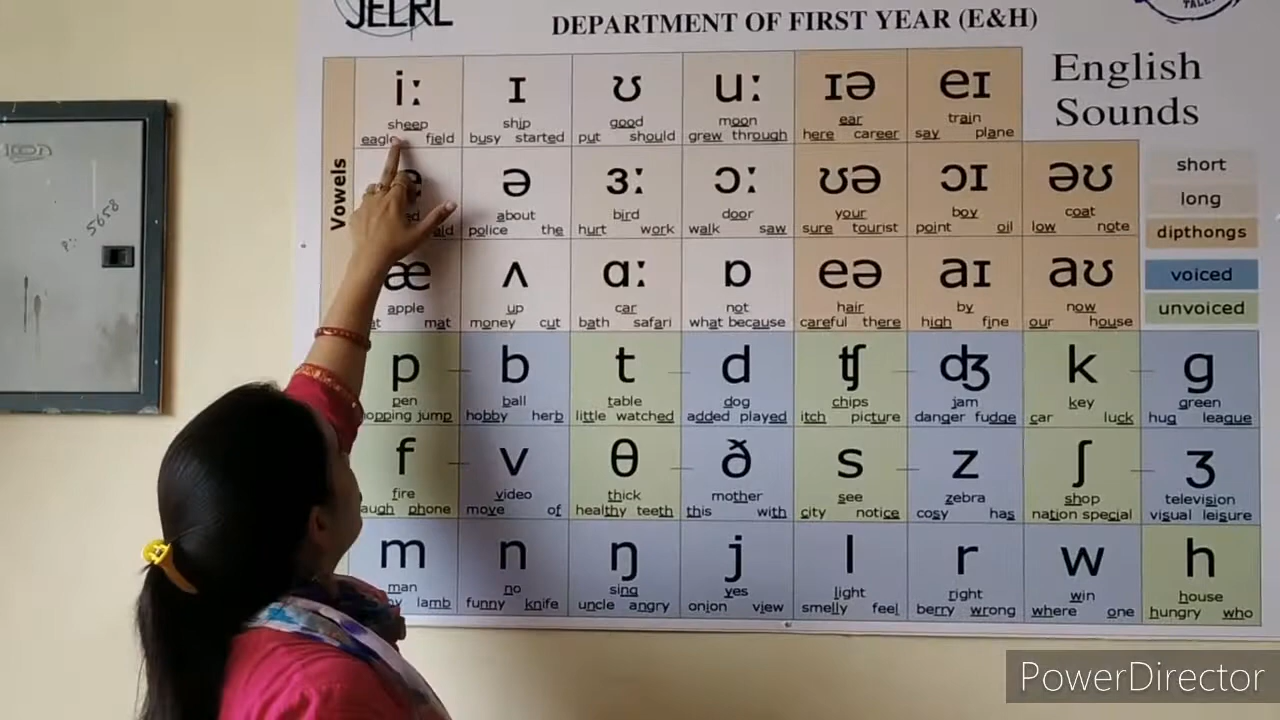 JELRL
DEPARTMENT OF FIRST YEAR (E&H)
English
Sounds
Vowels
iː ɪ ʊ uː ɪə eɪ
sheep ship good moon ear train
eagle field busy started put should grew through here career say plane
short
ə ɜː ɔː ʊə ɔɪ əʊ
about bird door your boy coat
police the hurt work walk saw sure tourist point oil low note
long
dipthongs
æ ʌ ɑː ɒ eə aɪ aʊ
apple up car not hair by now
mat money cut bath safari what because careful there high fine our house
voiced
unvoiced
p b t d ʧ ʤ k g
pen ball table dog chips jam key green
jump hobby herb little watched added played itch picture danger fudge car luck hug league
f v θ ð s z ʃ ʒ
fire video thick mother see zebra shop television
phone move of healthy teeth this with city notice cosy has nation special visual leisure
m n ŋ j l r w h
man no sing yes light right win house
lamb funny knife uncle angry onion view smelly feel berry wrong where one hungry who
5658
PowerDirector